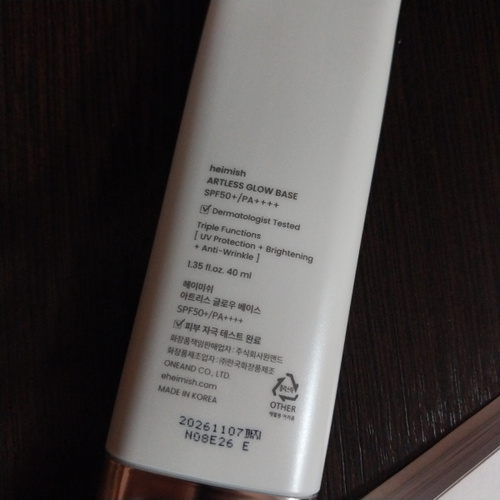 heimish
ARTLESS GLOW BASE
SPF50+/PA++++
Dermatologist Tested
Triple Functions
[ UV Protection + Brightening
+ Anti-Wrinkle ]
1.35 fl.oz. 40 ml
헤이미쉬
아트리스 글로우 베이스
SPF50+/PA++++
피부 자극 테스트 완료
화장품책임판매업자 : 주식회사원앤드
화장품제조업자 : (주)한국화장품제조
ONEAND CO., LTD.
eheimish.com
MADE IN KOREA
OTHER
20261107까지
N08E26 E